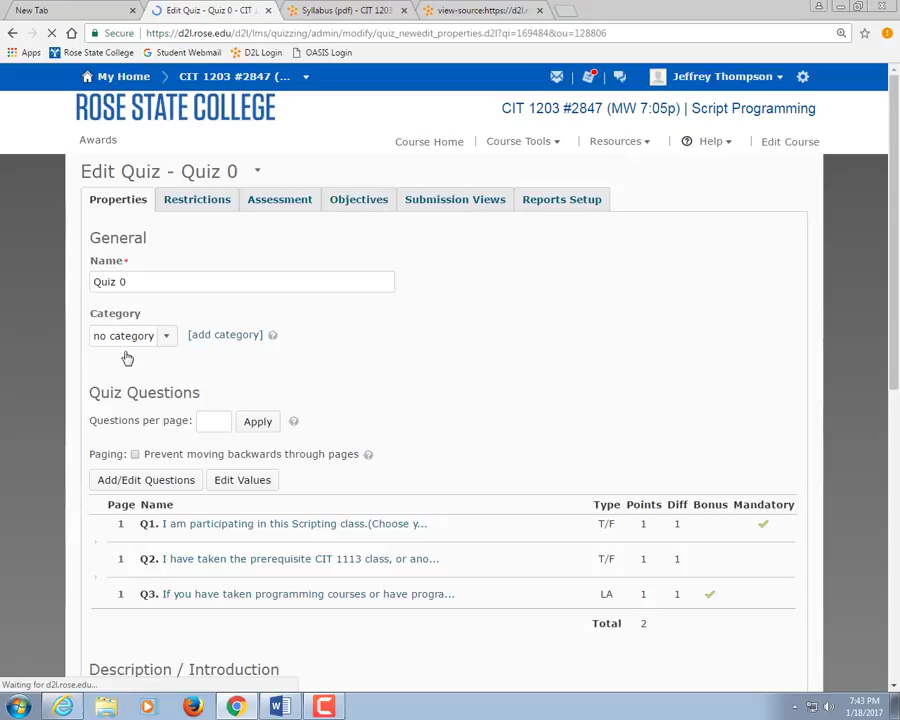 New Tab
Edit Quiz - Quiz 0 - CIT
Syllabus (pdf) - CIT 1203
view-source:https://d2l.r
Secure
https://d2l.rose.edu/d2l/lms/quizzing/admin/modify/quiz_newedit_properties.d2l?qi=169484&ou=128806
Apps
Rose State College
Student Webmail
D2L Login
OASIS Login
My Home
CIT 1203 #2847 (...
Jeffrey Thompson
ROSE STATE COLLEGE
CIT 1203 #2847 (MW 7:05p) | Script Programming
Awards
Course Home
Course Tools
Resources
Help
Edit Course
Edit Quiz - Quiz 0
Properties
Restrictions
Assessment
Objectives
Submission Views
Reports Setup
General
Name*
Quiz 0
Category
no category
[add category]
Quiz Questions
Questions per page:
Apply
Paging:
Prevent moving backwards through pages
Add/Edit Questions
Edit Values
Page Name Type Points Diff Bonus Mandatory
1 Q1. I am participating in this Scripting class.(Choose y... T/F 1 1
1 Q2. I have taken the prerequisite CIT 1113 class, or ano... T/F 1 1
1 Q3. If you have taken programming courses or have progra... LA 1 1
Total 2
Description / Introduction
Waiting for d2l.rose.edu...
7:43 PM
1/18/2017